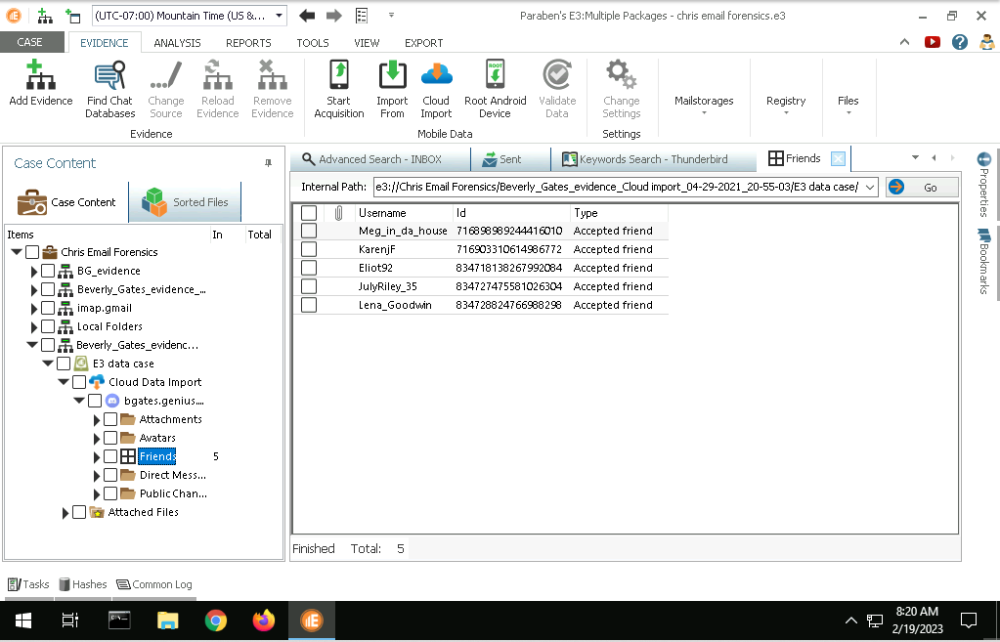 (UTC-07:00) Mountain Time (US &...
Paraben's E3:Multiple Packages - chris email forensics.e3
CASE EVIDENCE ANALYSIS REPORTS TOOLS VIEW EXPORT
Add Evidence
Find Chat Databases
Change Source
Reload Evidence
Remove Evidence
Evidence
Start Acquisition
Import From
Cloud Import
ROOT
Root Android Device
Validate Data
Mobile Data
Change Settings
Settings
Mailstorages
Registry
Files
Case Content
Case Content
Sorted Files
Items In Total
Chris Email Forensics
BG_evidence
Beverly_Gates_evidence_...
imap.gmail
Local Folders
Beverly_Gates_evidenc...
E3 data case
Cloud Data Import
bgates.genius....
Attachments
Avatars
Friends 5
Direct Mess...
Public Chan...
Attached Files
Advanced Search - INBOX
Sent
Keywords Search - Thunderbird
Friends
Internal Path: e3://Chris Email Forensics/Beverly_Gates_evidence_Cloud import_04-29-2021_20-55-03/E3 data case/ Go
Username Id Type
Meg_in_da_house 716898989244416010 Accepted friend
KarenjF 716903310614986772 Accepted friend
Eliot92 834718138267992084 Accepted friend
JulyRiley_35 834727475581026304 Accepted friend
Lena_Goodwin 834728824766988298 Accepted friend
Finished Total: 5
Properties
Bookmarks
Tasks Hashes Common Log
8:20 AM
2/19/2023